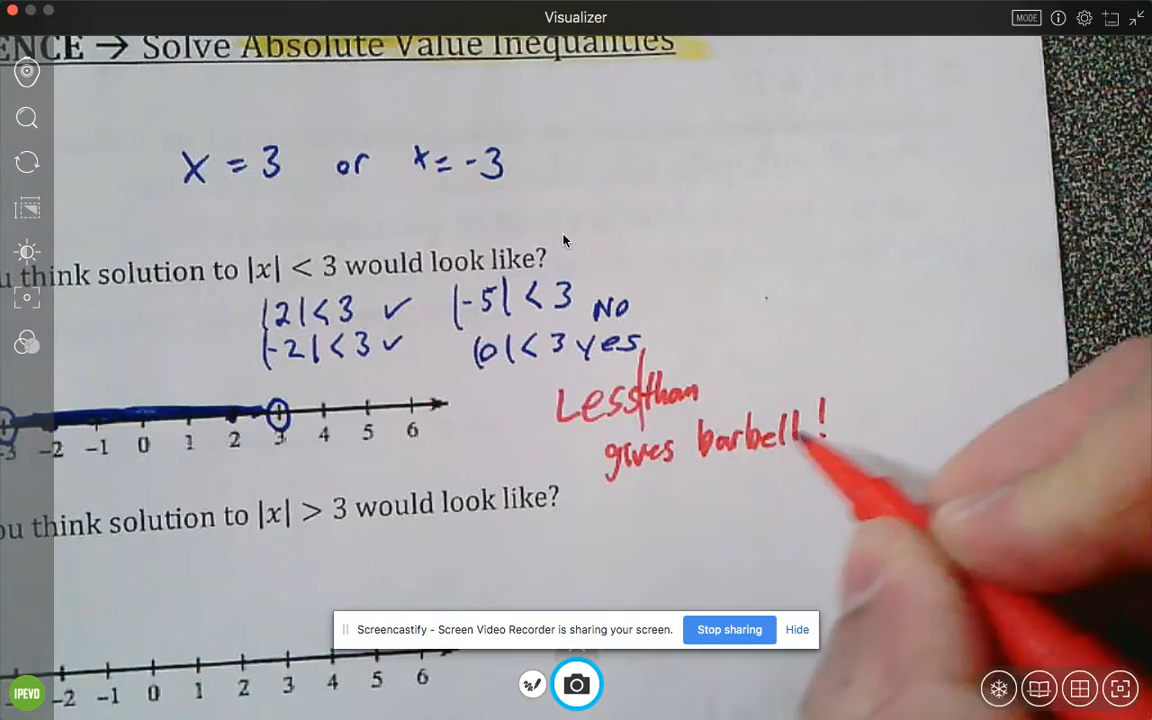 Visualizer
MODE
ENCE → Solve Absolute Value Inequalities
x = 3 or x = -3
u think solution to |x| < 3 would look like?
|2| < 3 ✓ |-5| < 3 No
|-2| < 3 ✓ |0| < 3 yes
Less than
gives barbell!
-3 -2 -1 0 1 2 3 4 5 6
ou think solution to |x| > 3 would look like?
Screencastify - Screen Video Recorder is sharing your screen. Stop sharing Hide
-2 -1 0 1 2 3 4 5 6
IPEVO